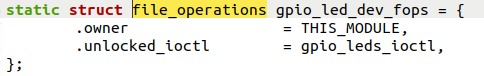 static struct file_operations gpio_led_dev_fops = {
        .owner                  = THIS_MODULE,
        .unlocked_ioctl         = gpio_leds_ioctl,
};